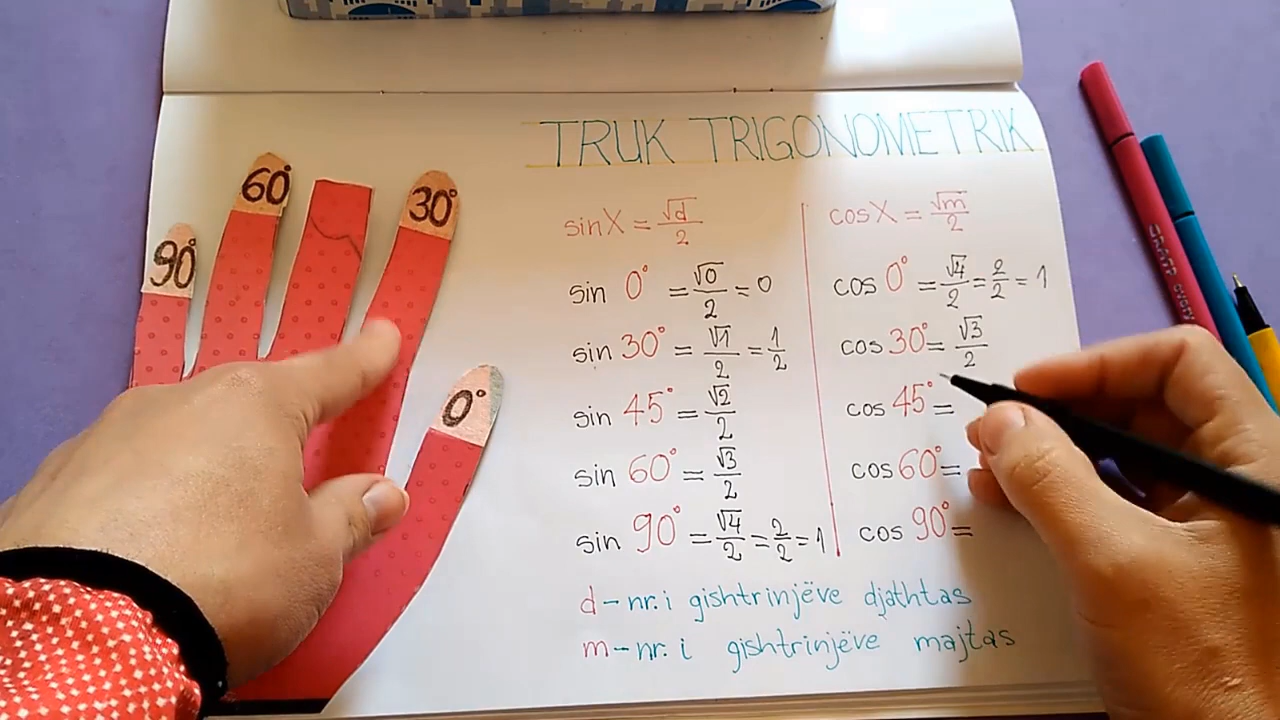 TRUK TRIGONOMETRIK
90°
60°
30°
0°
sinX = √d/2
sin 0° = √0/2 = 0
sin 30° = √1/2 = 1/2
sin 45° = √2/2
sin 60° = √3/2
sin 90° = √4/2 = 2/2 = 1
cosX = √m/2
cos 0° = √4/2 = 2/2 = 1
cos 30° = √3/2
cos 45° =
cos 60° =
cos 90° =
d - nr. i gishtrinjëve djathtas
m - nr. i gishtrinjëve majtas